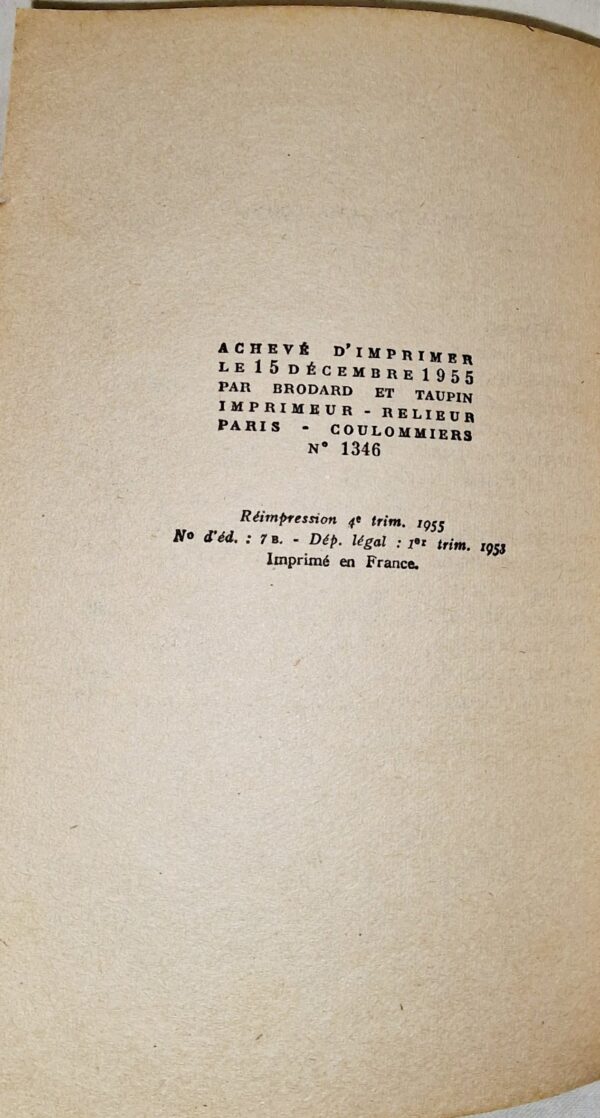 ACHEVÉ D'IMPRIMER
LE 15 DÉCEMBRE 1955
PAR BRODARD ET TAUPIN
IMPRIMEUR - RELIEUR
PARIS - COULOMMIERS
N° 1346
Réimpression 4e trim. 1955
No d'éd. : 7 B. - Dép. légal : 1er trim. 1953
Imprimé en France.